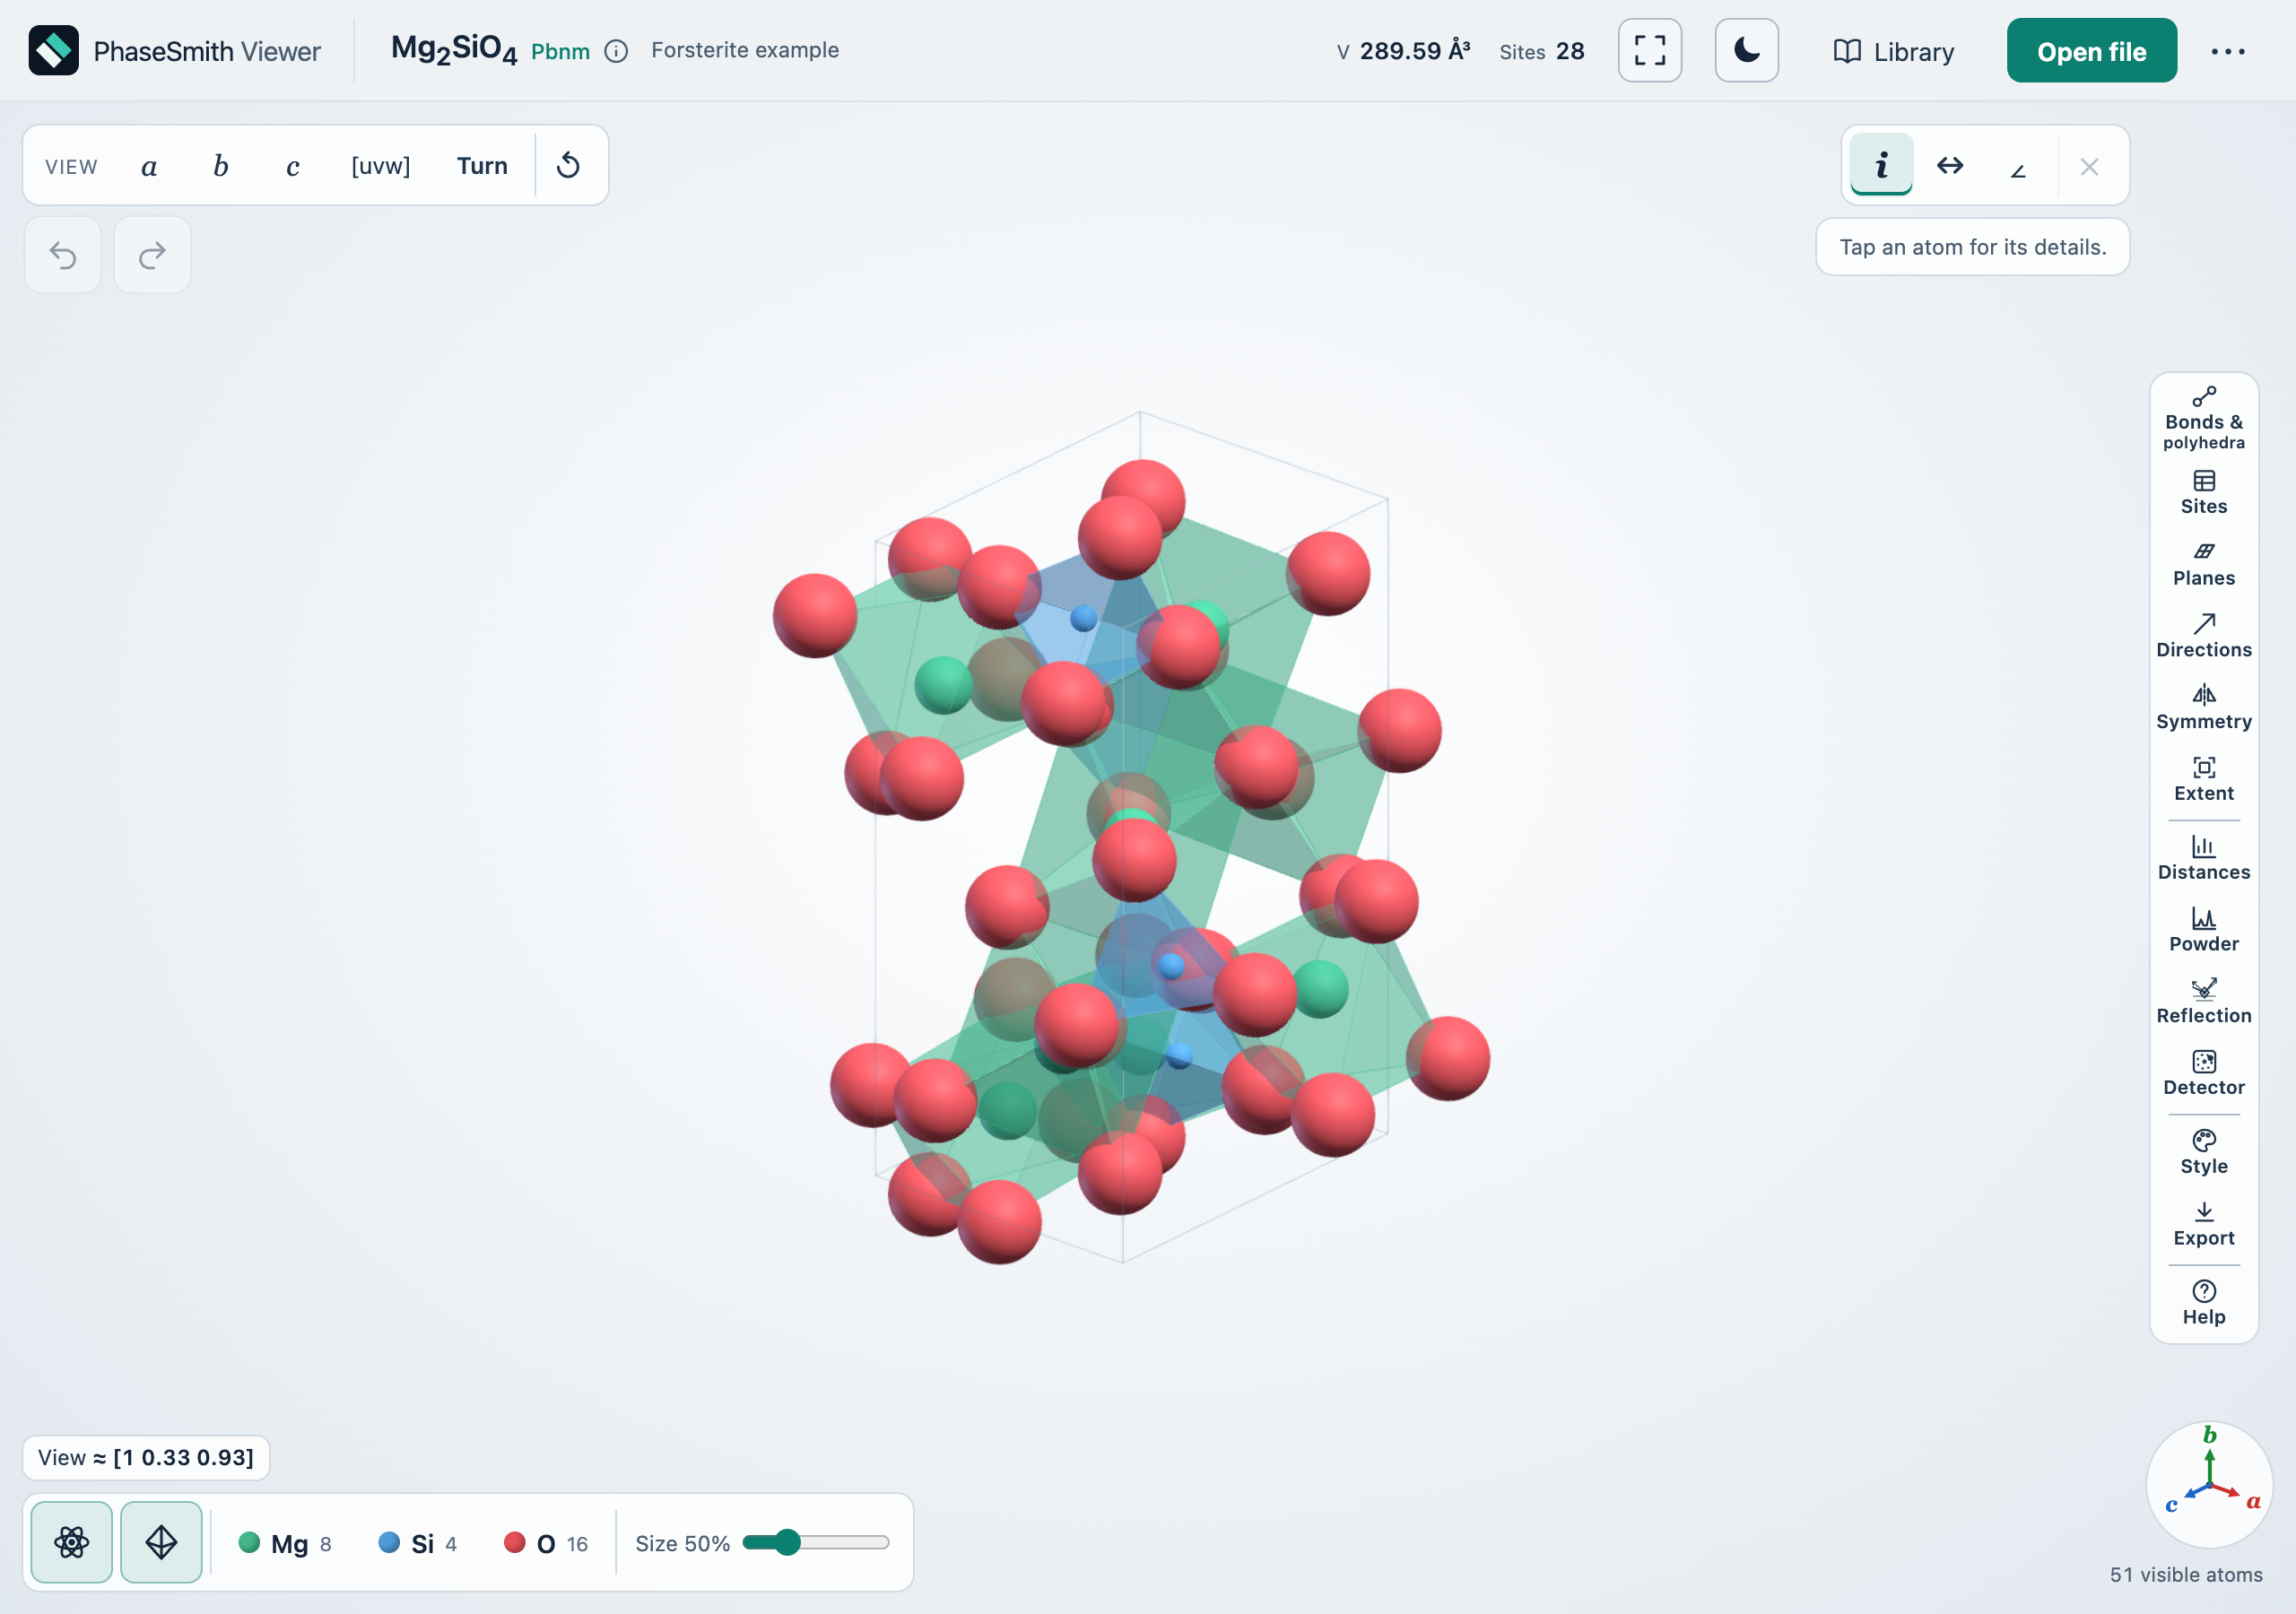 PhaseSmith Viewer
Mg₂SiO₄ Pbnm
Forsterite example
V 289.59 Å³ Sites 28
Library
Open file
VIEW a b c [uvw] Turn
i
Tap an atom for its details.
Bonds &
polyhedra
Sites
Planes
Directions
Symmetry
Extent
Distances
Powder
Reflection
Detector
Style
Export
Help
View ≈ [1 0.33 0.93]
Mg 8 Si 4 O 16 Size 50%
b
c a
51 visible atoms